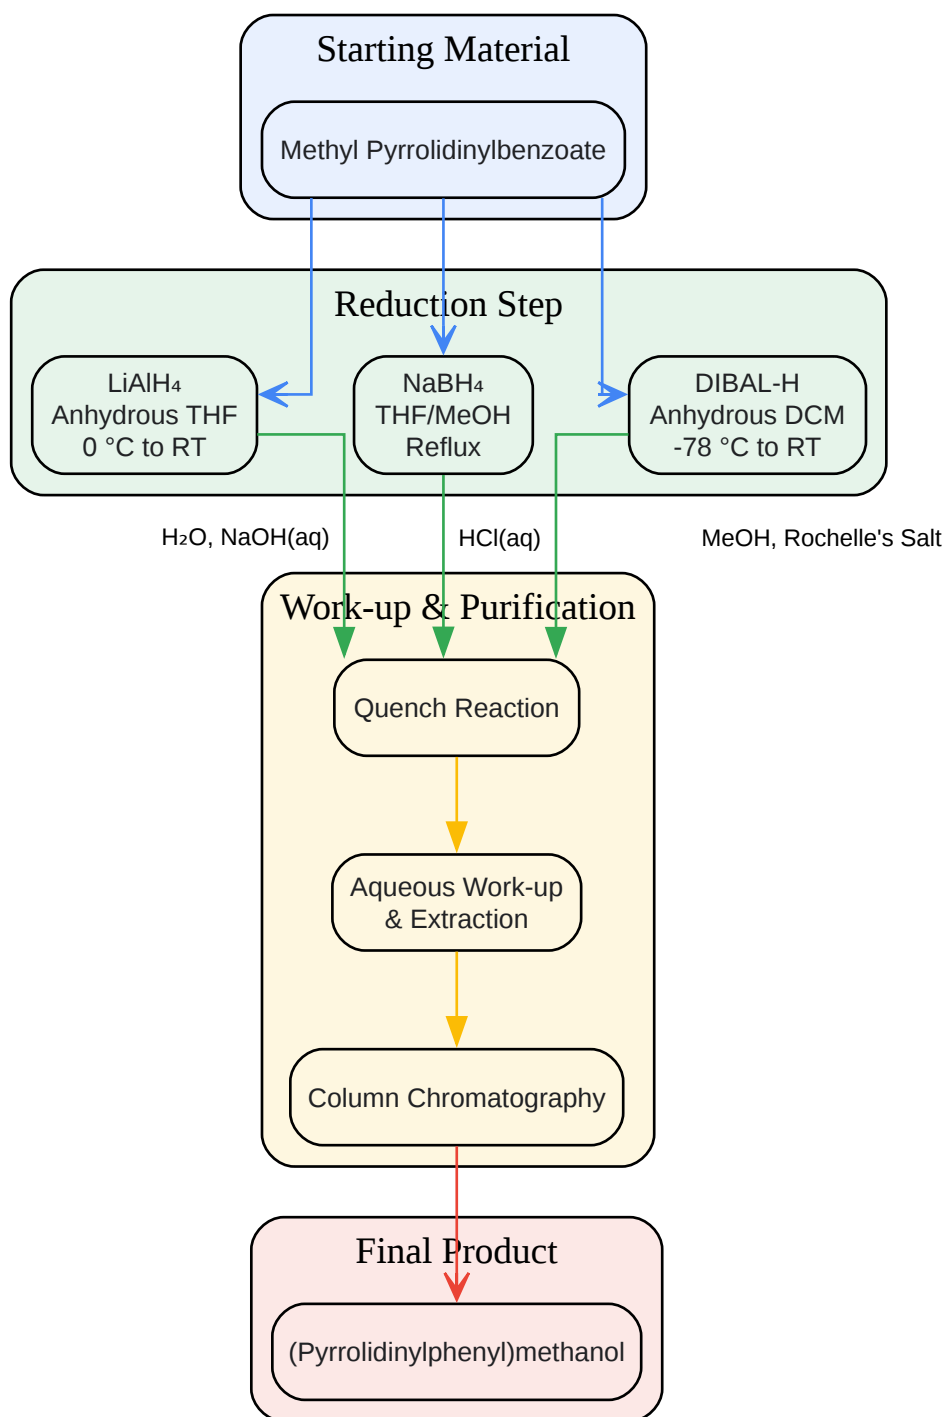 Starting Material
Methyl Pyrrolidinylbenzoate
Reduction Step
LiAlH₄
Anhydrous THF
0 °C to RT
NaBH₄
THF/MeOH
Reflux
DIBAL-H
Anhydrous DCM
-78 °C to RT
H₂O, NaOH(aq)
HCl(aq)
MeOH, Rochelle's Salt
Work-up & Purification
Quench Reaction
Aqueous Work-up
& Extraction
Column Chromatography
Final Product
(Pyrrolidinylphenyl)methanol